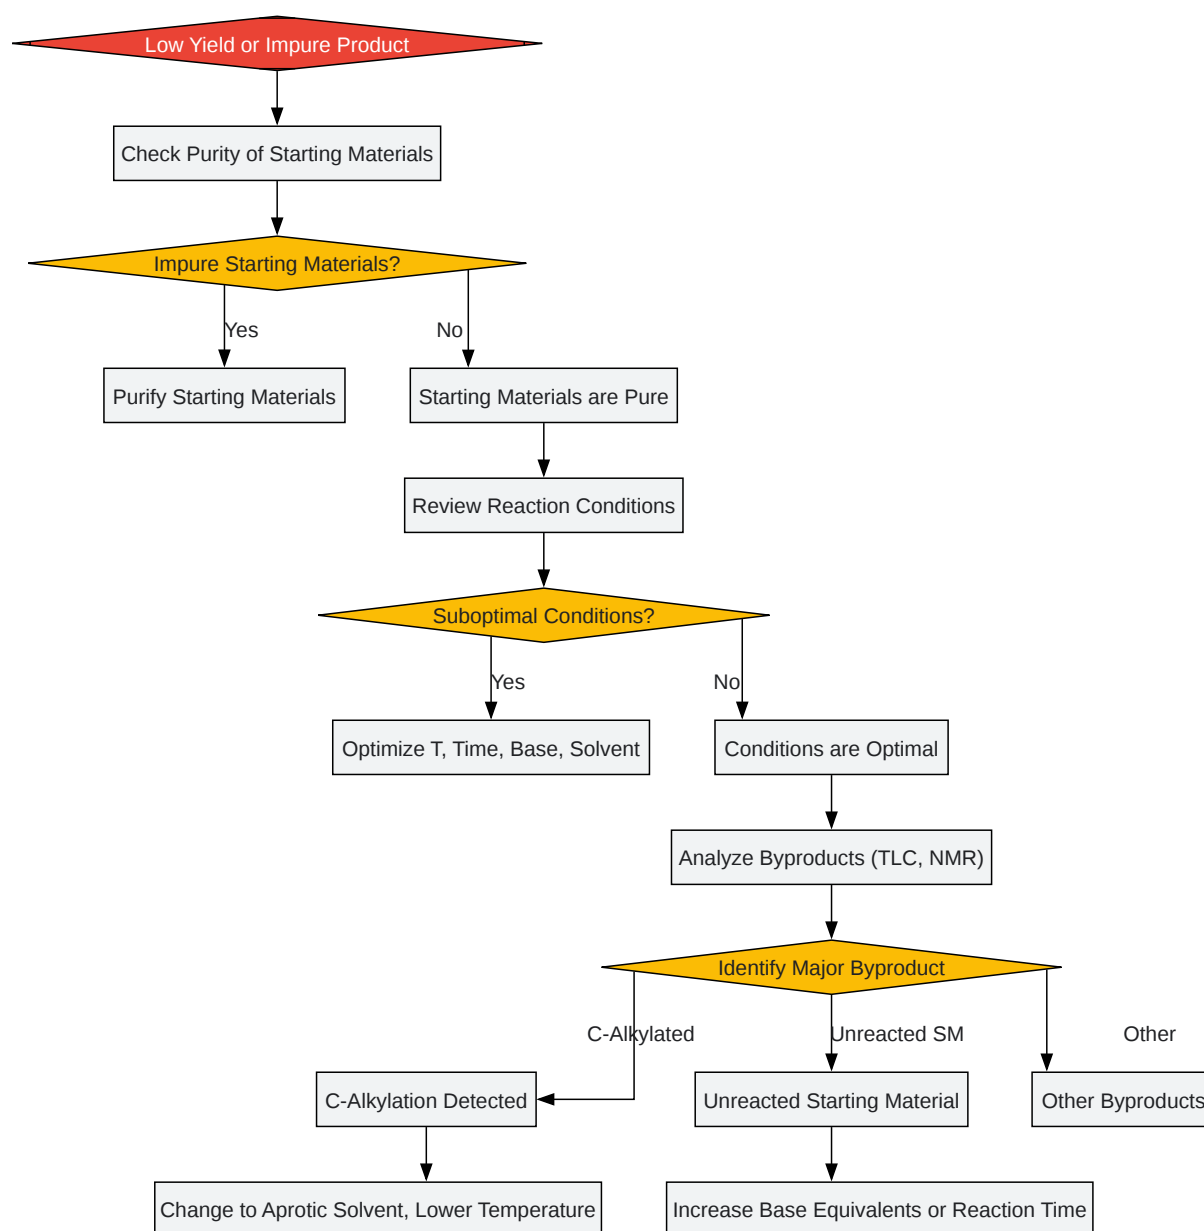 Low Yield or Impure Product
Check Purity of Starting Materials
Impure Starting Materials?
Yes
No
Purify Starting Materials
Starting Materials are Pure
Review Reaction Conditions
Suboptimal Conditions?
Yes
No
Optimize T, Time, Base, Solvent
Conditions are Optimal
Analyze Byproducts (TLC, NMR)
Identify Major Byproduct
C-Alkylated
Unreacted SM
Other
C-Alkylation Detected
Unreacted Starting Material
Other Byproducts
Change to Aprotic Solvent, Lower Temperature
Increase Base Equivalents or Reaction Time